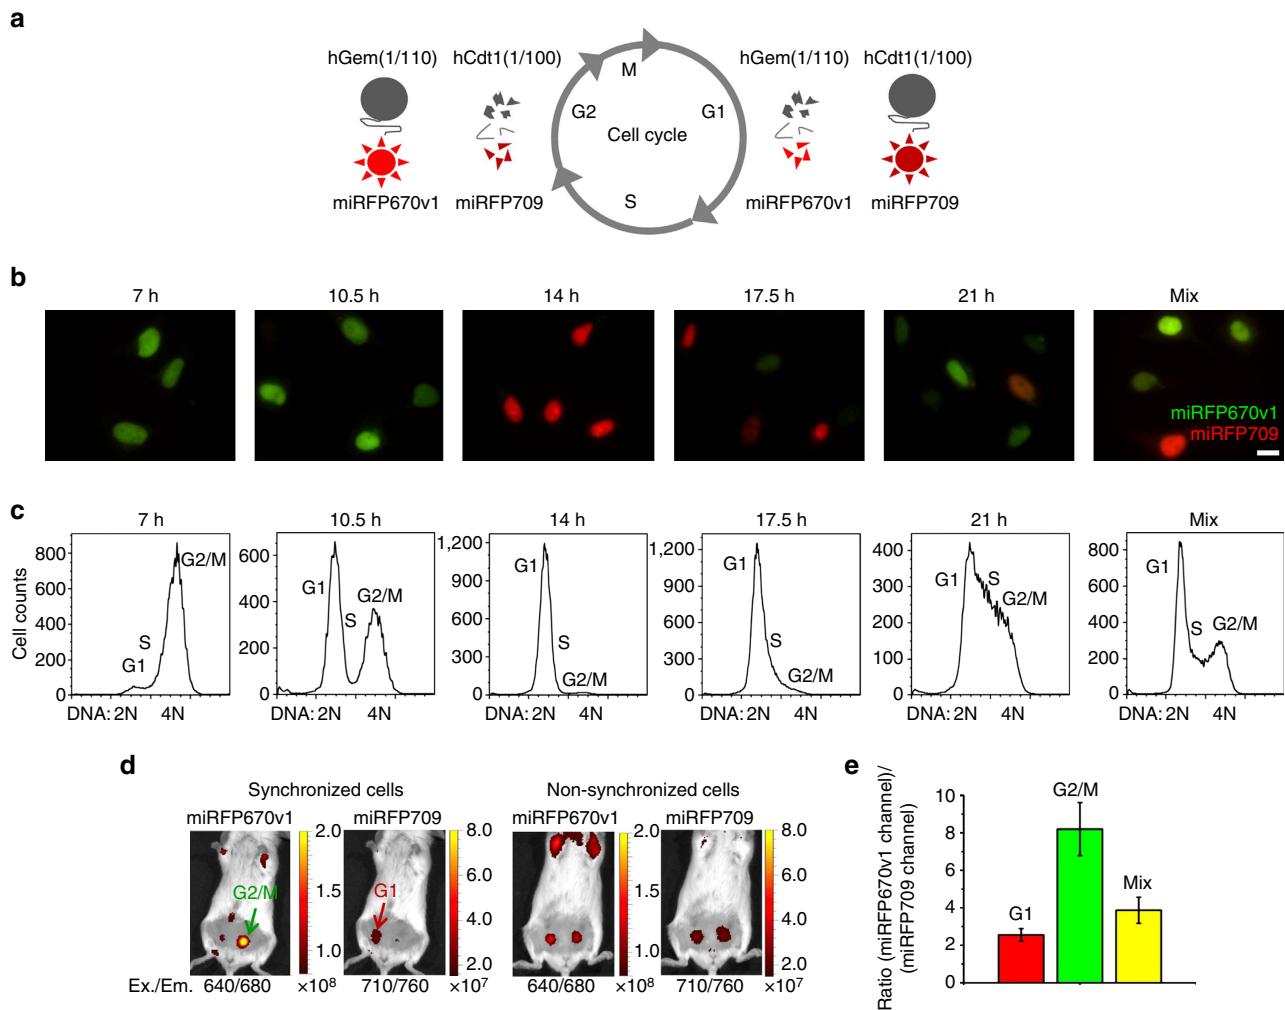 a
hGem(1/110) hCdt1(1/100) hGem(1/110) hCdt1(1/100)
M
G2 G1
Cell cycle
S
miRFP670v1 miRFP709 miRFP670v1 miRFP709
b
7 h 10.5 h 14 h 17.5 h 21 h Mix
miRFP670v1
miRFP709
c
7 h 10.5 h 14 h 17.5 h 21 h Mix
Cell counts
800
600
400
200
0
G1
S
G2/M
DNA: 2N 4N
600
400
200
0
G1
S
G2/M
DNA: 2N 4N
1,200
900
600
300
0
G1
S
G2/M
DNA: 2N 4N
1,200
900
600
300
0
G1
S
G2/M
DNA: 2N 4N
400
300
200
100
0
G1
S
G2/M
DNA: 2N 4N
800
600
400
200
0
G1
S
G2/M
DNA: 2N 4N
d
Synchronized cells Non-synchronized cells
miRFP670v1 miRFP709 miRFP670v1 miRFP709
G2/M
G1
2.0
1.5
1.0
×10⁸
8.0
6.0
4.0
2.0
×10⁷
2.0
1.5
1.0
×10⁸
8.0
6.0
4.0
2.0
×10⁷
Ex./Em. 640/680 710/760 640/680 710/760
e
Ratio (miRFP670v1 channel)/
(miRFP709 channel)
10
8
6
4
2
0
G1
G2/M
Mix